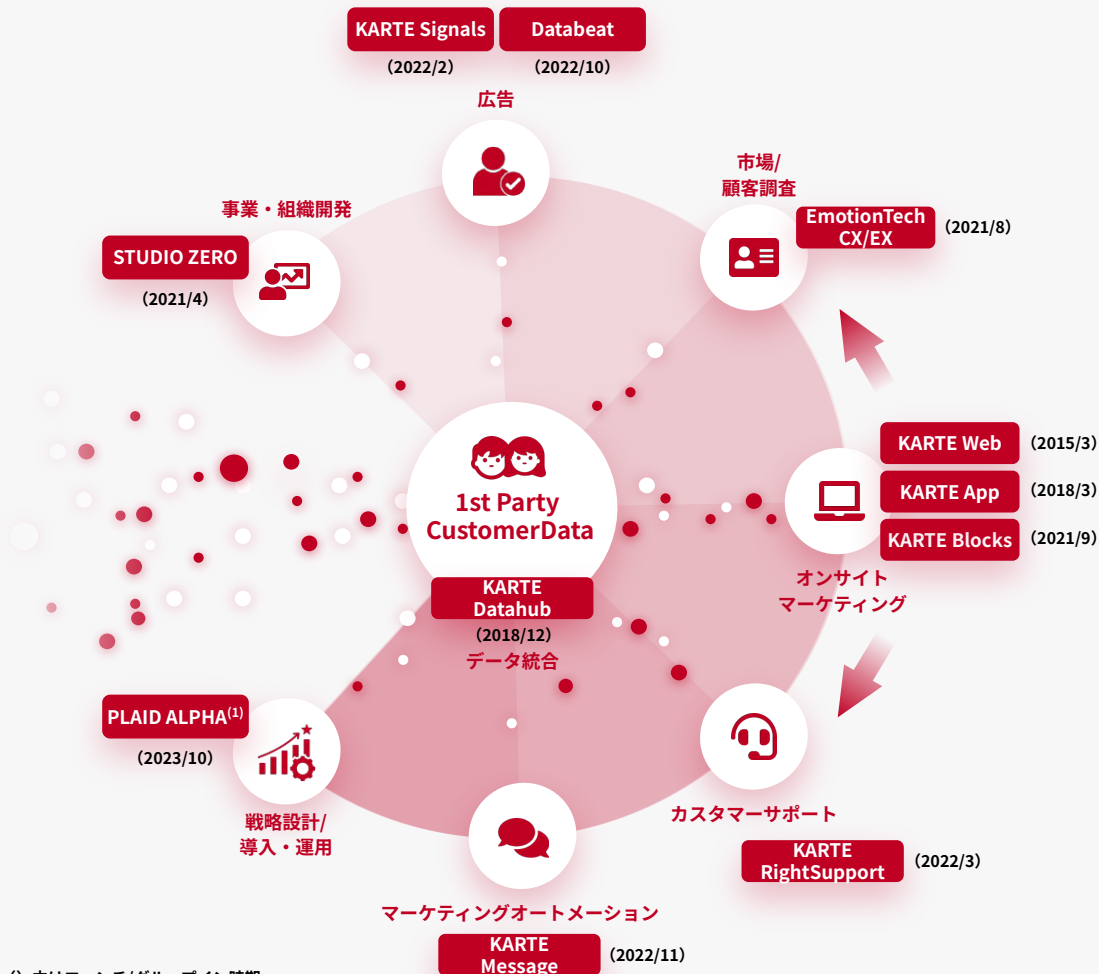 KARTE Signals
Databeat
（2022/2）
（2022/10）
広告
市場/
顧客調査
EmotionTech
CX/EX
（2021/8）
事業・組織開発
STUDIO ZERO
（2021/4）
KARTE Web
（2015/3）
KARTE App
（2018/3）
KARTE Blocks
（2021/9）
オンサイト
マーケティング
1st Party
CustomerData
KARTE
Datahub
（2018/12）
データ統合
PLAID ALPHA(1)
（2023/10）
戦略設計/
導入・運用
カスタマーサポート
KARTE
RightSupport
（2022/3）
マーケティングオートメーション
KARTE
Message
（2022/11）